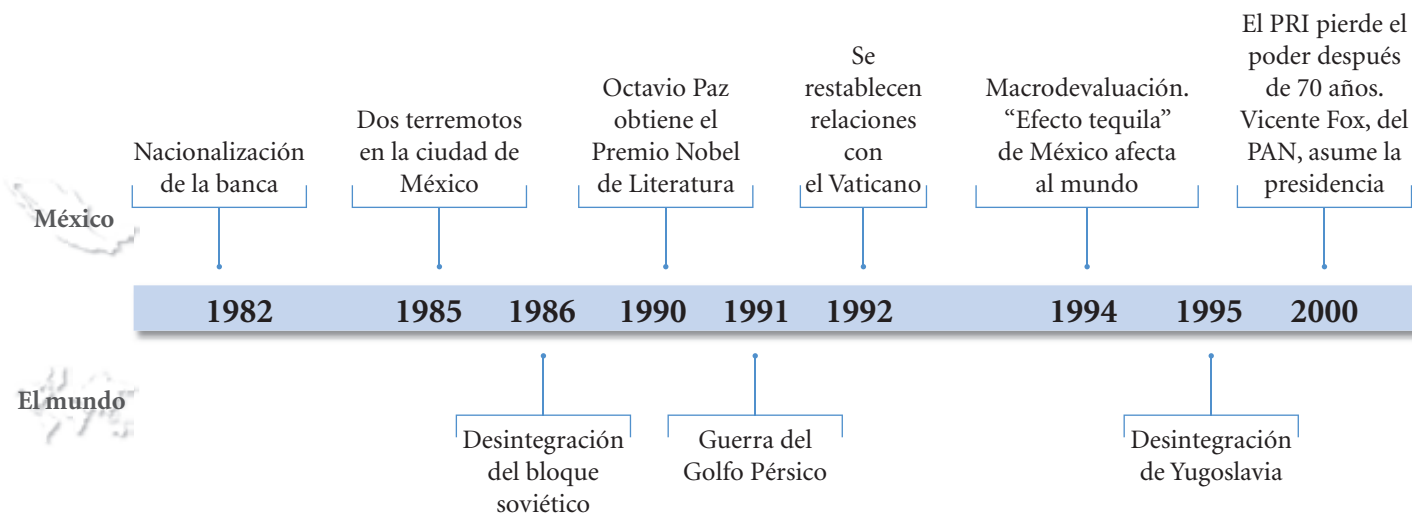 Nacionalización
de la banca
Dos terremotos
en la ciudad de
México
Octavio Paz
obtiene el
Premio Nobel
de Literatura
Se
restablecen
relaciones
con
el Vaticano
Macrodevaluación.
“Efecto tequila”
de México afecta
al mundo
El PRI pierde el
poder después
de 70 años.
Vicente Fox, del
PAN, asume la
presidencia
México
1982 1985 1986 1990 1991 1992 1994 1995 2000
El mundo
Desintegración
del bloque
soviético
Guerra del
Golfo Pérsico
Desintegración
de Yugoslavia